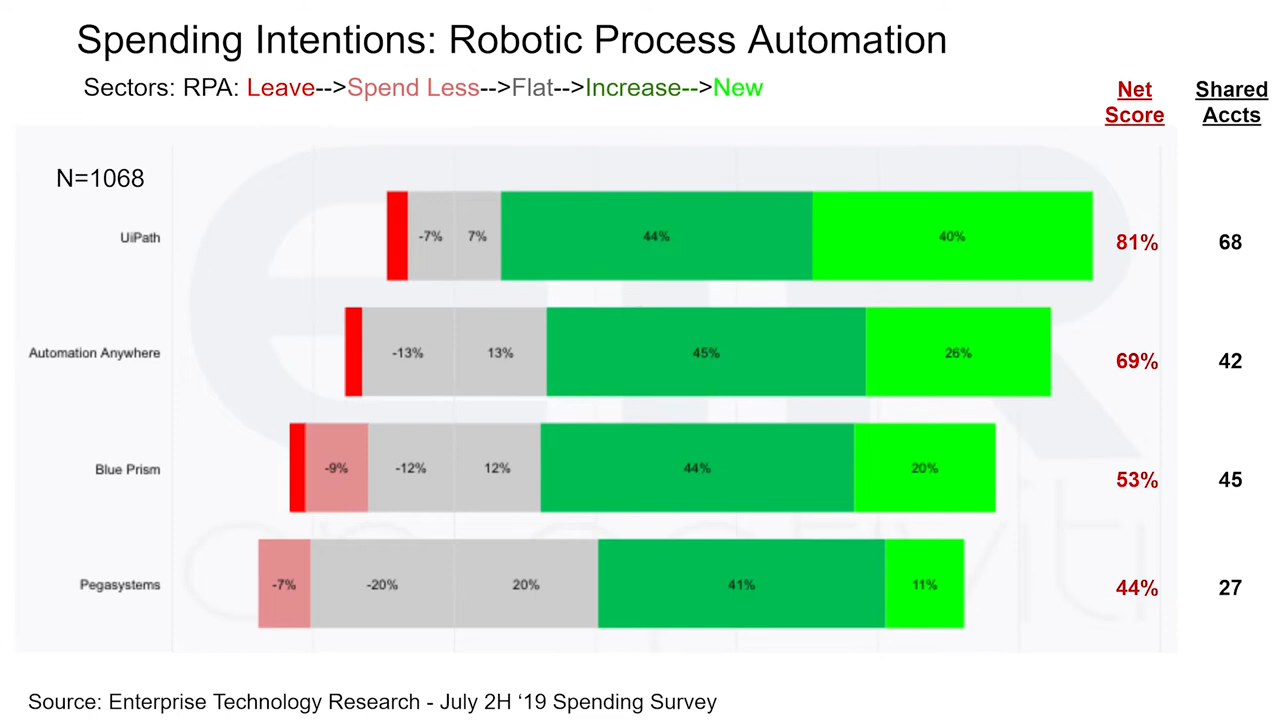 Spending Intentions: Robotic Process Automation
Sectors: RPA: Leave-->Spend Less-->Flat-->Increase-->New
Net Score
Shared Accts
N=1068
UiPath -7% 7% 44% 40% 81% 68
Automation Anywhere -13% 13% 45% 26% 69% 42
Blue Prism -9% -12% 12% 44% 20% 53% 45
Pegasystems -7% -20% 20% 41% 11% 44% 27
Source: Enterprise Technology Research - July 2H ‘19 Spending Survey